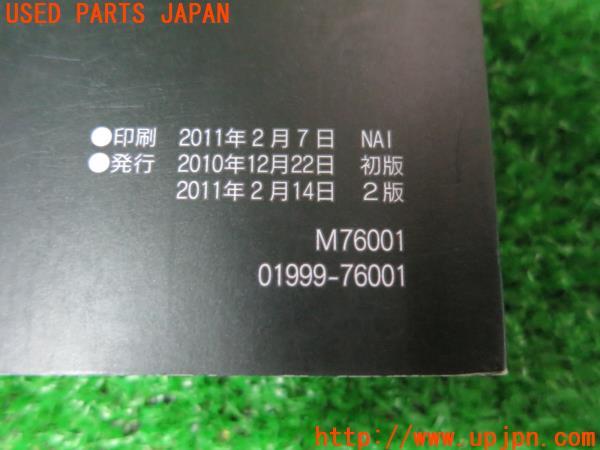 USED PARTS JAPAN
●印刷 2011年2月7日 NAI
●発行 2010年12月22日 初版
2011年2月14日 2版
M76001
01999-76001
http://www.upjpn.com/